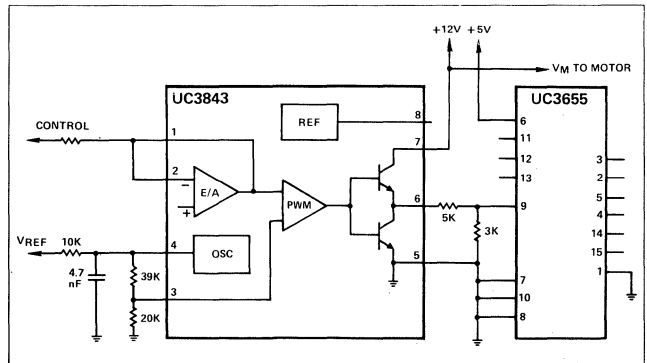 +12V +5V
VM TO MOTOR
UC3843
UC3655
REF
8
7
6
11
12
13
9
3
2
5
4
14
15
1
7
10
8
CONTROL
1
2
−
+
E/A
PWM
6
5K
3K
5
VREF
10K
4
OSC
4.7
nF
39K
3
20K